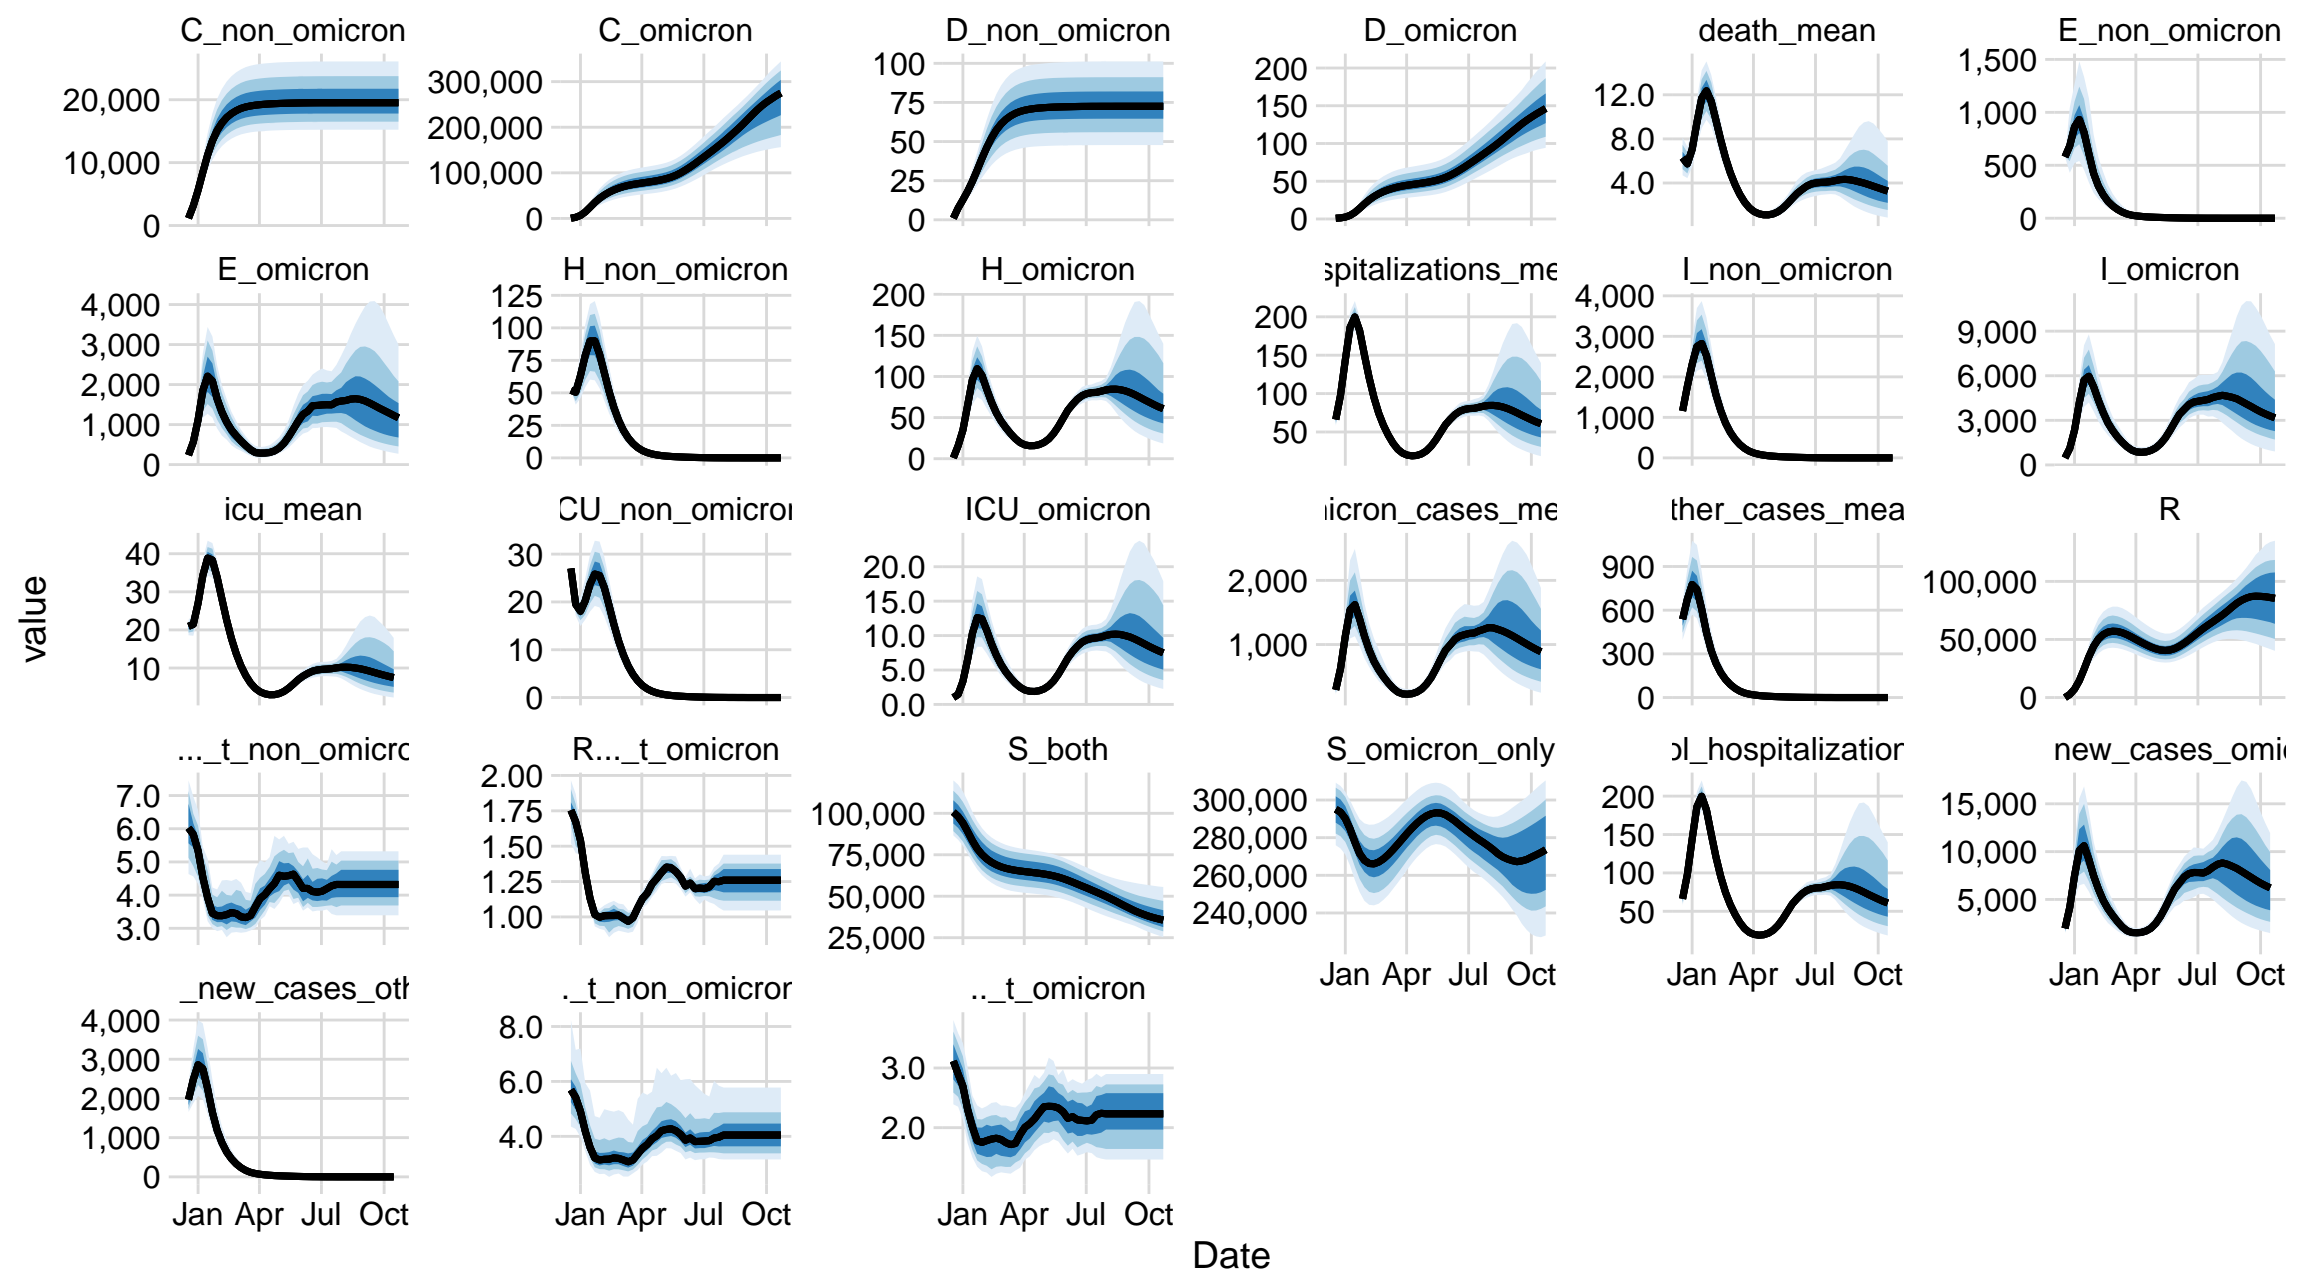 C_non_omicron C_omicron D_non_omicron D_omicron death_mean E_non_omicron
20,000 10,000 0
300,000 200,000 100,000 0
100 75 50 25 0
200 150 100 50 0
12.0 8.0 4.0
1,500 1,000 500 0
E_omicron H_non_omicron H_omicron spitalizations_me I_non_omicron I_omicron
4,000 3,000 2,000 1,000 0
125 100 75 50 25 0
200 150 100 50 0
200 150 100 50
4,000 3,000 2,000 1,000 0
9,000 6,000 3,000 0
icu_mean CU_non_omicron ICU_omicron icron_cases_me ther_cases_mea R
40 30 20 10
30 20 10 0
20.0 15.0 10.0 5.0 0.0
2,000 1,000
900 600 300 0
100,000 50,000 0
value
..._t_non_omicro R..._t_omicron S_both S_omicron_only ol_hospitalization new_cases_omi
7.0 6.0 5.0 4.0 3.0
2.00 1.75 1.50 1.25 1.00
100,000 75,000 50,000 25,000
300,000 280,000 260,000 240,000
200 150 100 50
15,000 10,000 5,000
Jan Apr Jul Oct Jan Apr Jul Oct Jan Apr Jul Oct
_new_cases_oth ._t_non_omicron .._t_omicron
4,000 3,000 2,000 1,000 0
8.0 6.0 4.0
3.0 2.0
Jan Apr Jul Oct Jan Apr Jul Oct Jan Apr Jul Oct
Date